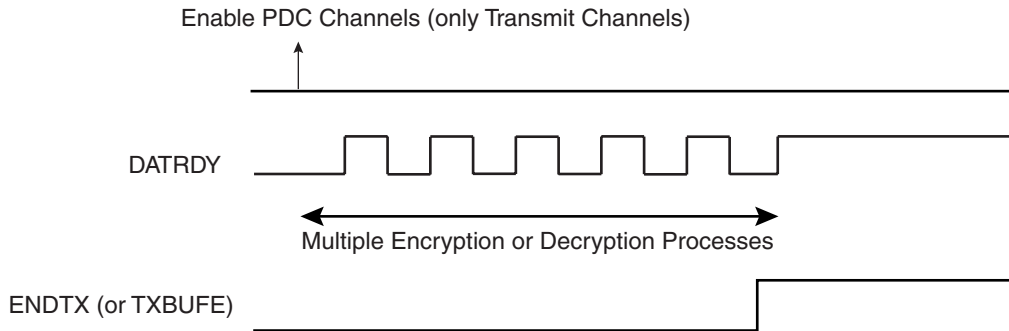 Enable PDC Channels (only Transmit Channels)
DATRDY
Multiple Encryption or Decryption Processes
ENDTX (or TXBUFE)